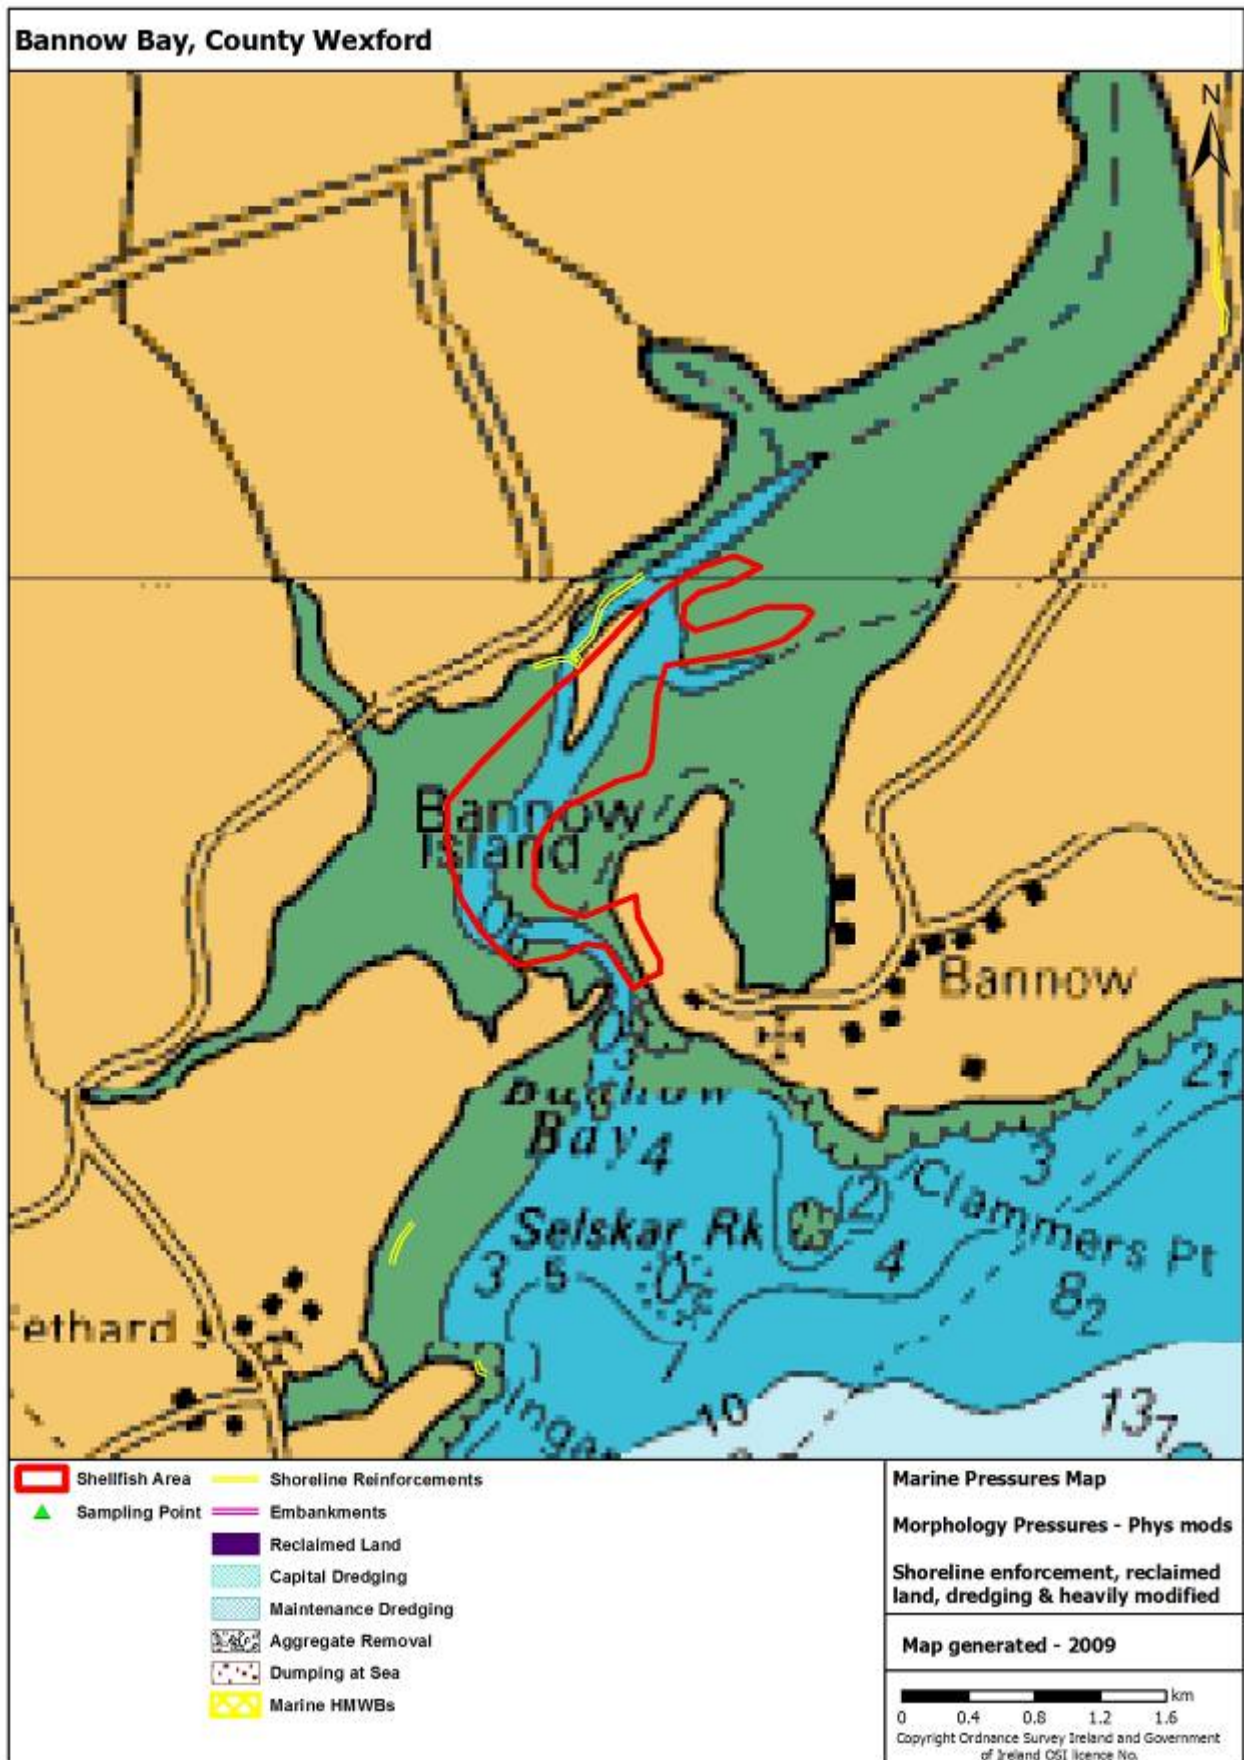 Bannow Bay, County Wexford
N
Bannow
Island
Bannow
Bay
4
Selskar Rk
2
3
2
Clammers Pt
3
5
0
2
4
8
2
ethard
10
13
7
Shellfish Area
Sampling Point
Shoreline Reinforcements
Embankments
Reclaimed Land
Capital Dredging
Maintenance Dredging
Aggregate Removal
Dumping at Sea
Marine HMWBs
Marine Pressures Map
Morphology Pressures - Phys mods
Shoreline enforcement, reclaimed
land, dredging & heavily modified
Map generated - 2009
km
0 0.4 0.8 1.2 1.6
Copyright Ordnance Survey Ireland and Government
of Ireland OSI licence No.